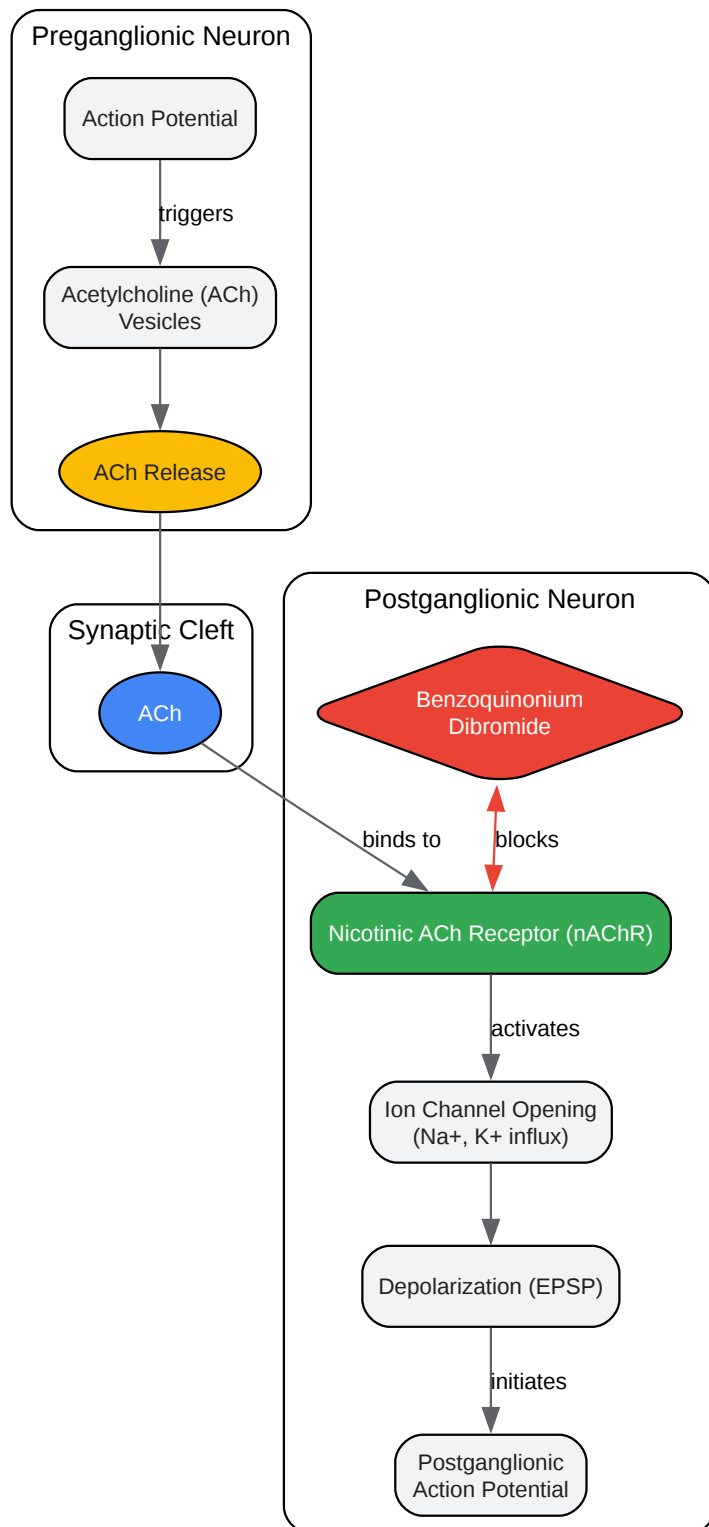 Preganglionic Neuron
Action Potential
triggers
Acetylcholine (ACh)
Vesicles
ACh Release
Synaptic Cleft
ACh
Postganglionic Neuron
Benzoquinonium
Dibromide
binds to
blocks
Nicotinic ACh Receptor (nAChR)
activates
Ion Channel Opening
(Na+, K+ influx)
Depolarization (EPSP)
initiates
Postganglionic
Action Potential